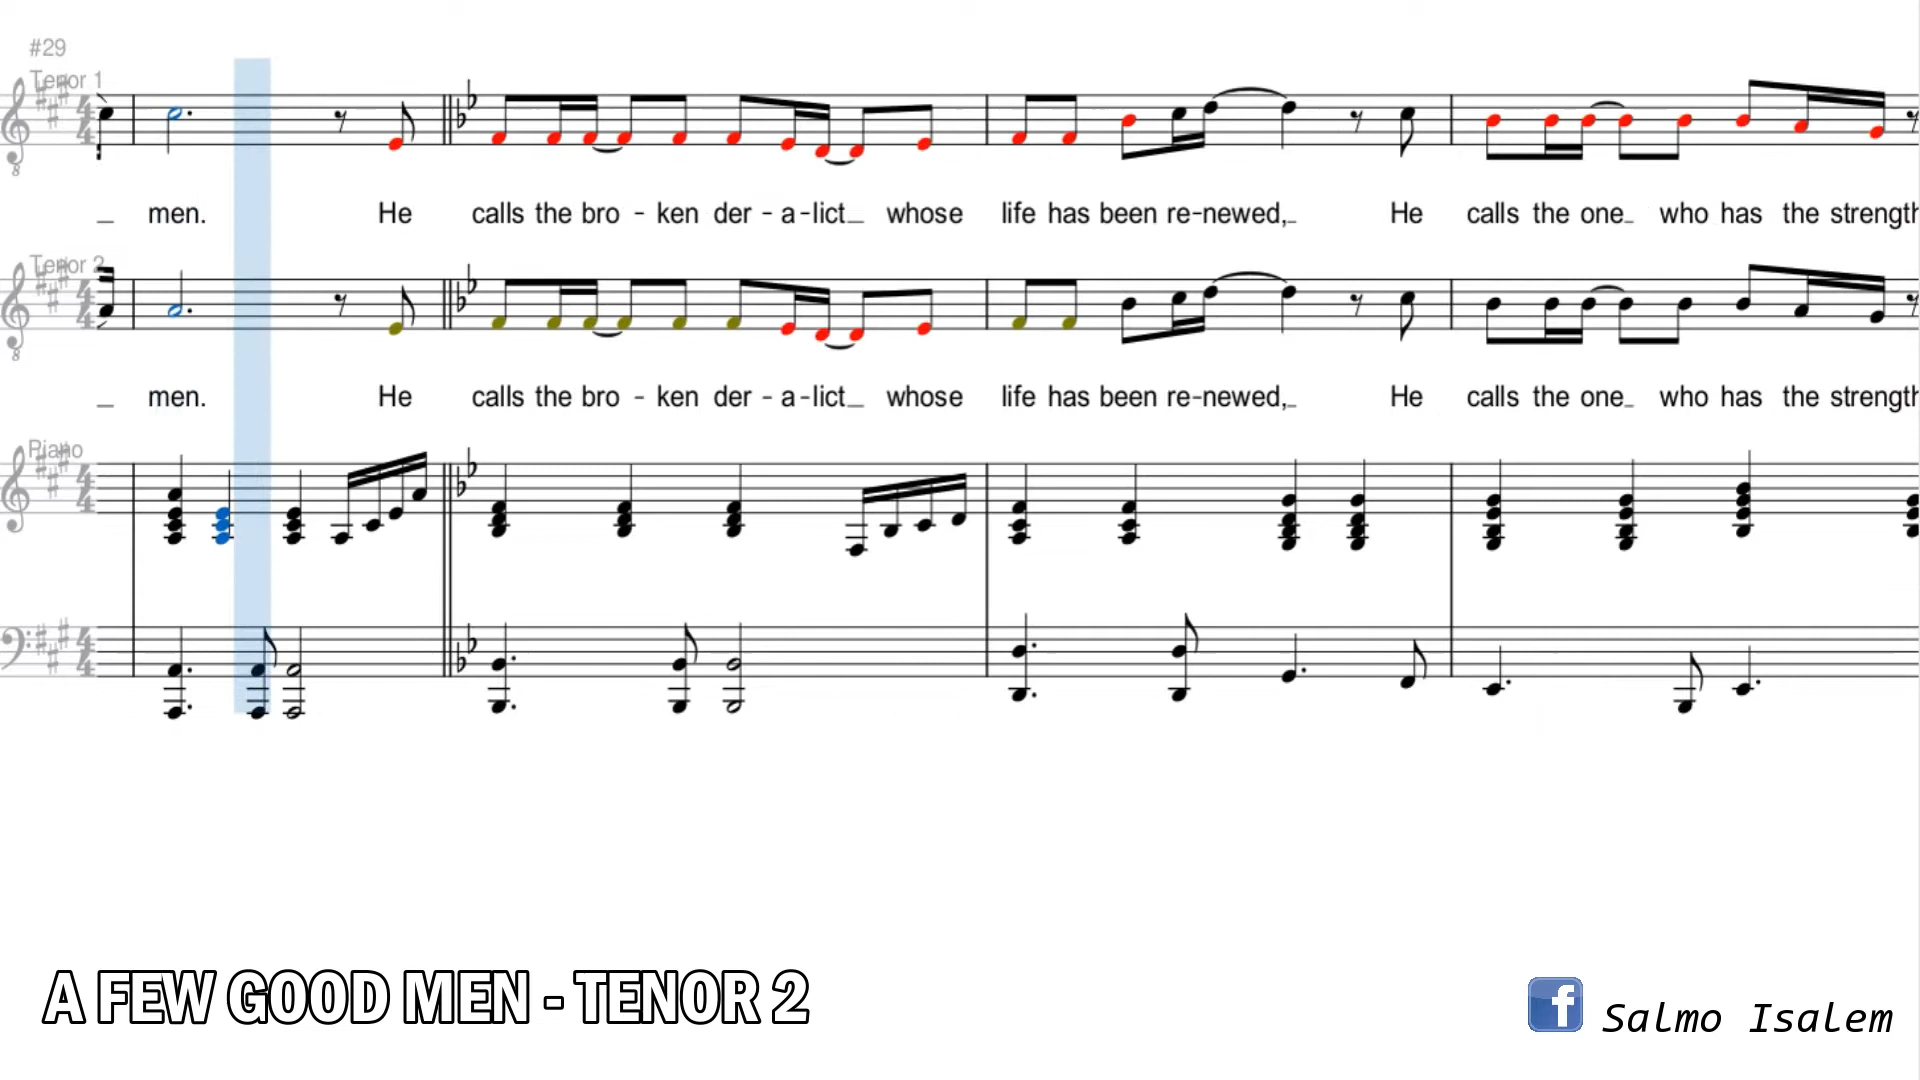 #29
Tenor 1
men. He calls the bro - ken der - a - lict_ whose life has been re-newed,_ He calls the one_ who has the strength
Tenor 2
men. He calls the bro - ken der - a - lict_ whose life has been re-newed,_ He calls the one_ who has the strength
Piano
A FEW GOOD MEN - TENOR 2
f Salmo Isalem